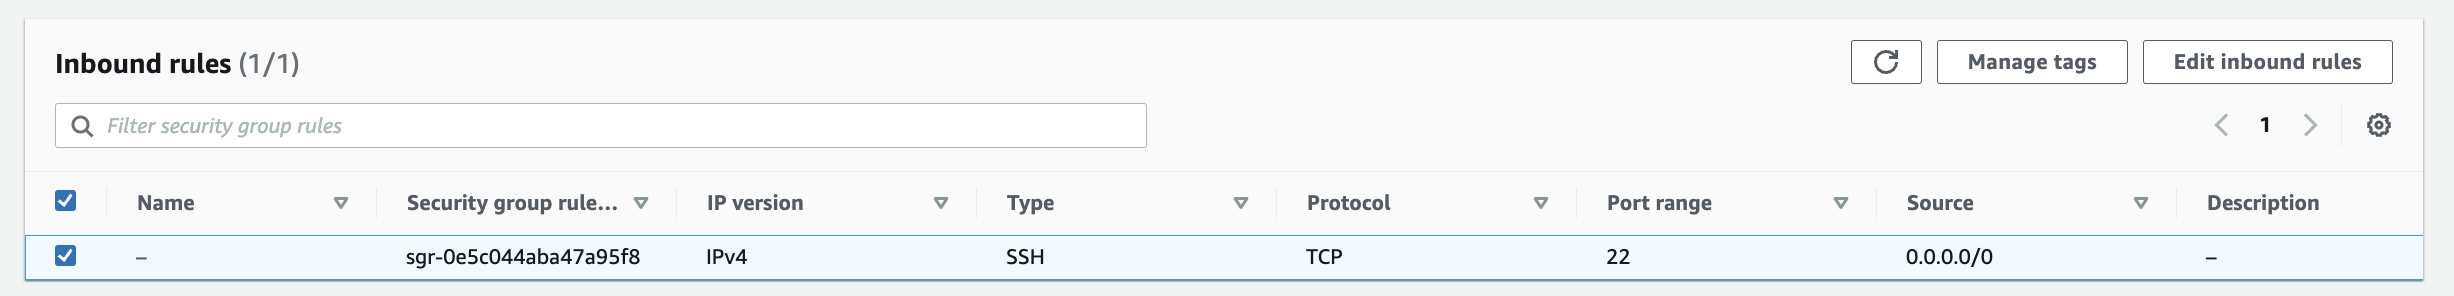 Inbound rules (1/1)
Manage tags
Edit inbound rules
Filter security group rules
1
Name Security group rule... IP version Type Protocol Port range Source Description
– sgr-0e5c044aba47a95f8 IPv4 SSH TCP 22 0.0.0.0/0 –